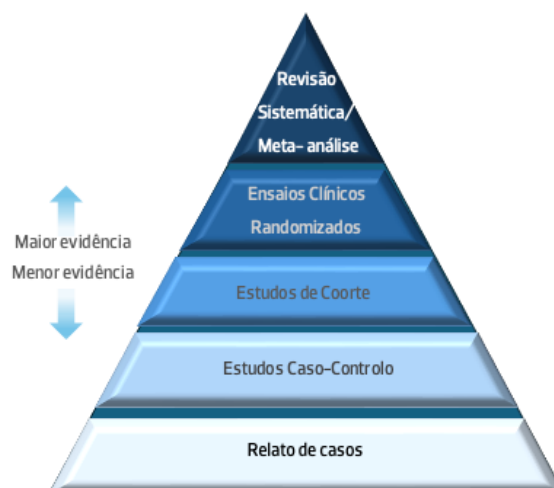 Revisão
Sistemática/
Meta- análise
Ensaios Clínicos
Randomizados
Maior evidência
Menor evidência
Estudos de Coorte
Estudos Caso-Controlo
Relato de casos